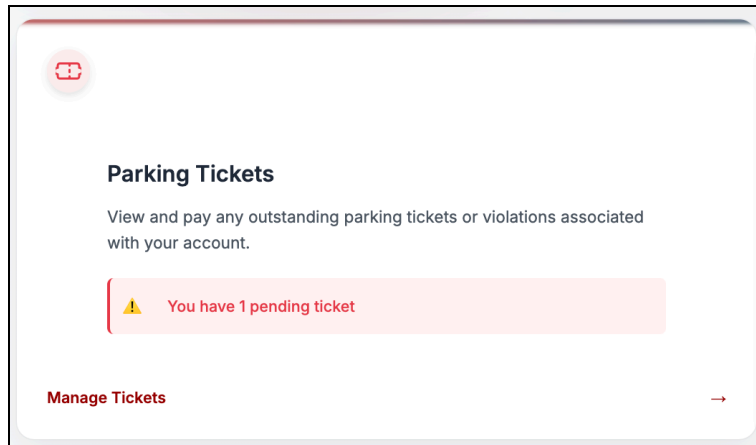 Parking Tickets
View and pay any outstanding parking tickets or violations associated
with your account.
You have 1 pending ticket
Manage Tickets →